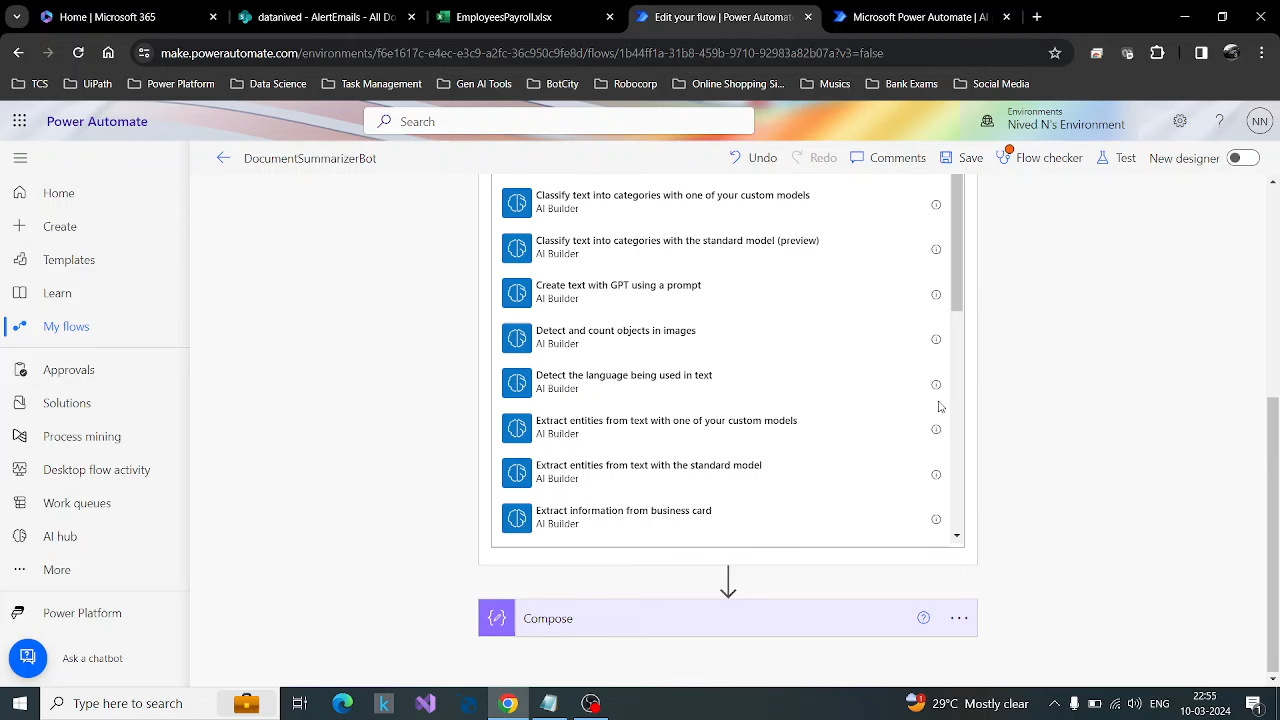 Home | Microsoft 365
datanived - AlertEmails - All Do
EmployeesPayroll.xlsx
Edit your flow | Power Automate
Microsoft Power Automate | AI
make.powerautomate.com/environments/f6e1617c-e4ec-e3c9-a2fc-36c950c9fe8d/flows/1b44ff1a-31b8-459b-9710-92983a82b07a?v3=false
TCS
UiPath
Power Platform
Data Science
Task Management
Gen AI Tools
BotCity
Robocorp
Online Shopping Si...
Musics
Bank Exams
Social Media
Power Automate
Search
Environments
Nived N's Environment
NN
DocumentSummarizerBot
Undo
Redo
Comments
Save
Flow checker
Test
New designer
Home
Create
Templates
Learn
My flows
Approvals
Solutions
Process mining
Desktop flow activity
Work queues
AI hub
More
Power Platform
Ask a chatbot
Classify text into categories with one of your custom models
AI Builder
Classify text into categories with the standard model (preview)
AI Builder
Create text with GPT using a prompt
AI Builder
Detect and count objects in images
AI Builder
Detect the language being used in text
AI Builder
Extract entities from text with one of your custom models
AI Builder
Extract entities from text with the standard model
AI Builder
Extract information from business card
AI Builder
Compose
Type here to search
29°C Mostly clear
ENG
22:55
10-03-2024